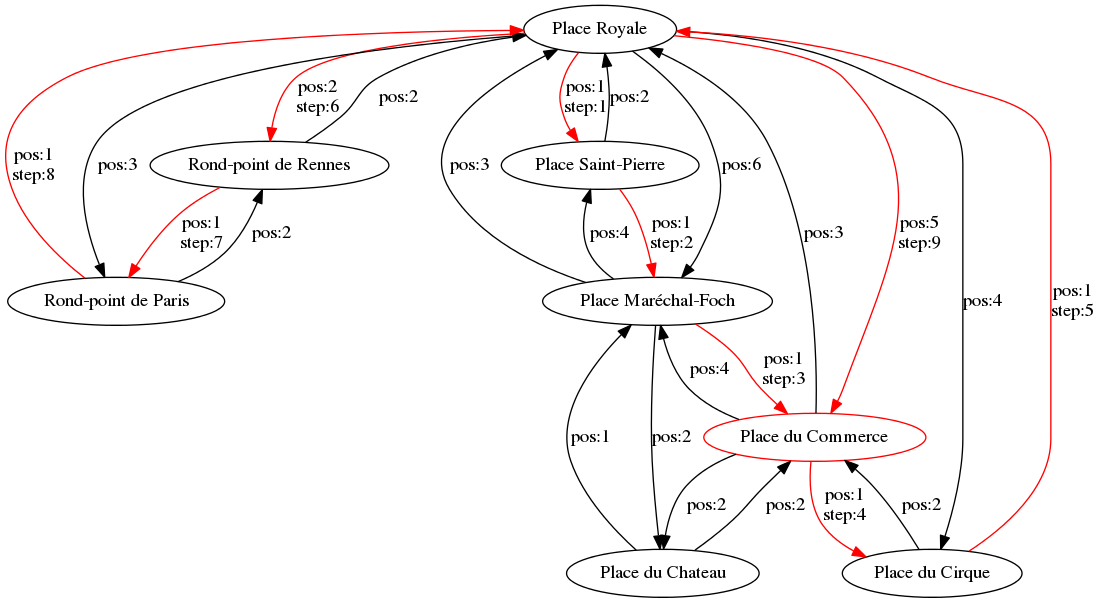 Place Royale
pos:2
step:6
pos:2
pos:1
step:1
pos:2
pos:1
step:8
pos:3
Rond-point de Rennes
pos:3
Place Saint-Pierre
pos:6
pos:1
step:7
pos:2
pos:4
pos:1
step:2
pos:3
pos:5
step:9
Rond-point de Paris
Place Maréchal-Foch
pos:4
pos:1
step:5
pos:4
pos:1
step:3
pos:1
pos:2
Place du Commerce
pos:2
pos:2
pos:1
step:4
pos:2
Place du Chateau
Place du Cirque